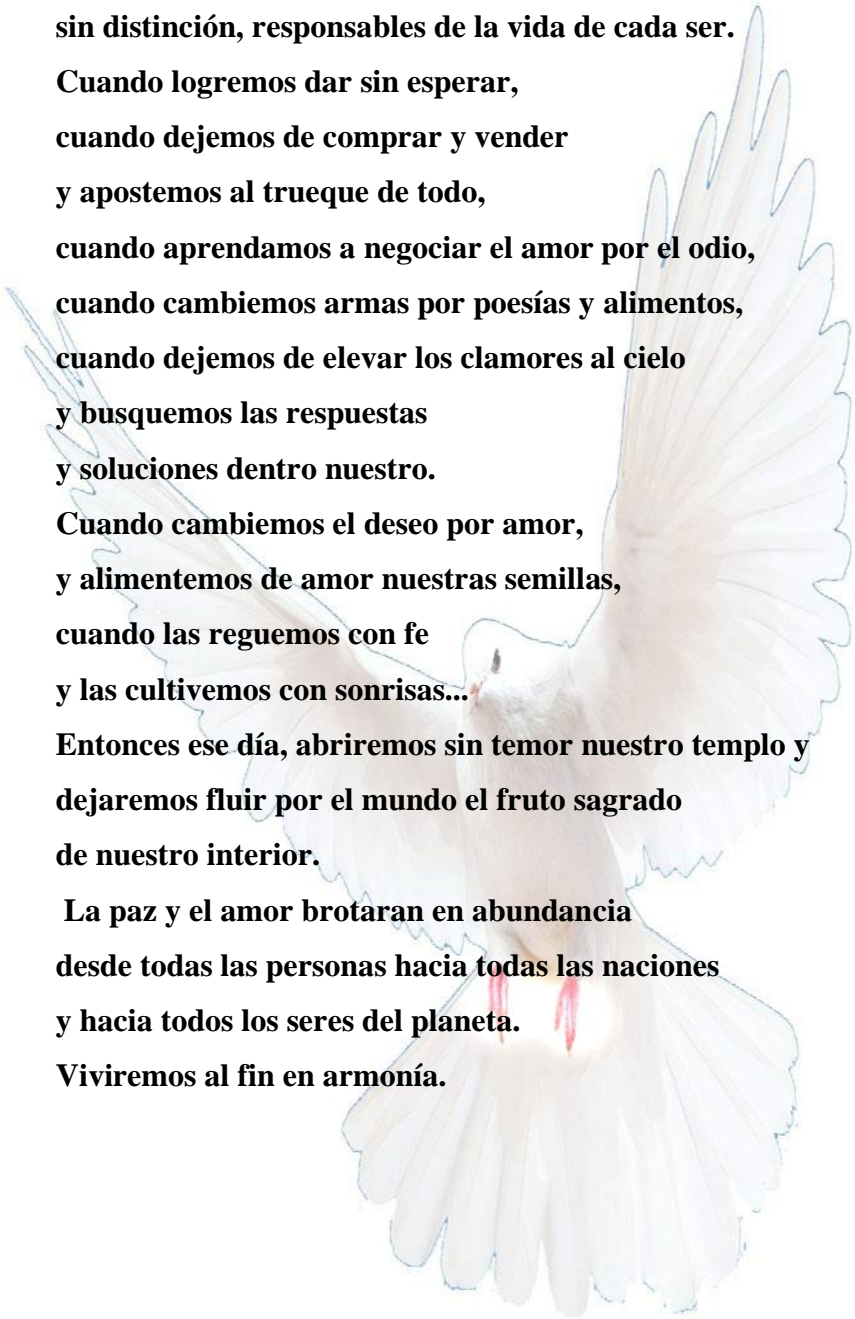 sin distinción, responsables de la vida de cada ser.
Cuando logremos dar sin esperar,
cuando dejemos de comprar y vender
y apostemos al trueque de todo,
cuando aprendamos a negociar el amor por el odio,
cuando cambiemos armas por poesías y alimentos,
cuando dejemos de elevar los clamores al cielo
y busquemos las respuestas
y soluciones dentro nuestro.
Cuando cambiemos el deseo por amor,
y alimentemos de amor nuestras semillas,
cuando las reguemos con fe
y las cultivemos con sonrisas...
Entonces ese día, abriremos sin temor nuestro templo y
dejaremos fluir por el mundo el fruto sagrado
de nuestro interior.
La paz y el amor brotaran en abundancia
desde todas las personas hacia todas las naciones
y hacia todos los seres del planeta.
Viviremos al fin en armonía.